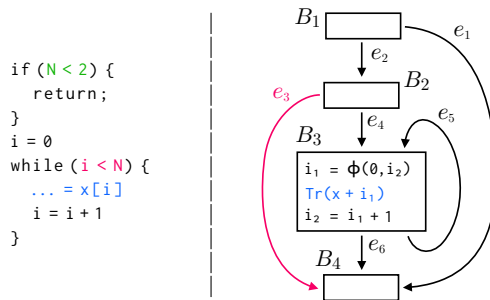 if (N < 2) {
return;
}
i = 0
while (i < N) {
... = x[i]
i = i + 1
}
B1
e1
e2
e3
B2
e4
e5
B3
i1 = ϕ(0,i2)
Tr(x + i1)
i2 = i1 + 1
e6
B4